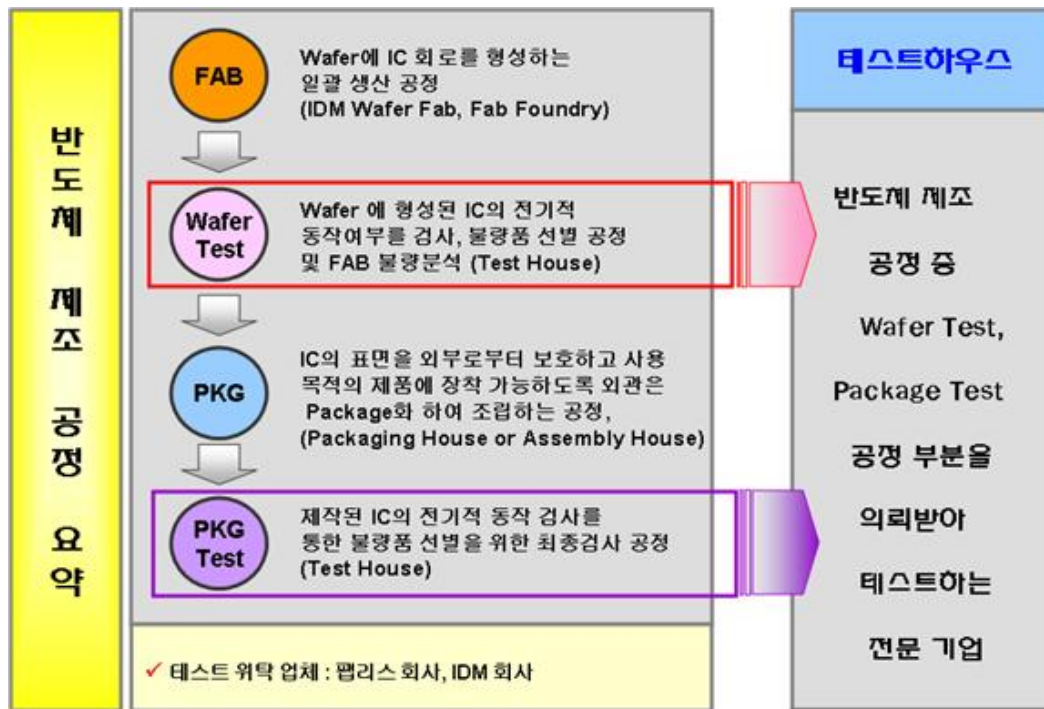 반도체 제조 공정 요약
FAB
Wafer에 IC 회로를 형성하는
일괄 생산 공정
(IDM Wafer Fab, Fab Foundry)
Wafer
Test
Wafer 에 형성된 IC의 전기적
동작여부를 검사, 불량품 선별 공정
및 FAB 불량분석 (Test House)
PKG
IC의 표면을 외부로부터 보호하고 사용
목적의 제품에 장착 가능하도록 외관은
Package화 하여 조립하는 공정,
(Packaging House or Assembly House)
PKG
Test
제작된 IC의 전기적 동작 검사를
통한 불량품 선별을 위한 최종검사 공정
(Test House)
✓ 테스트 위탁 업체 : 팹리스 회사, IDM 회사
테스트하우스
반도체 제조
공정 중
Wafer Test,
Package Test
공정 부분을
의뢰받아
테스트하는
전문 기업